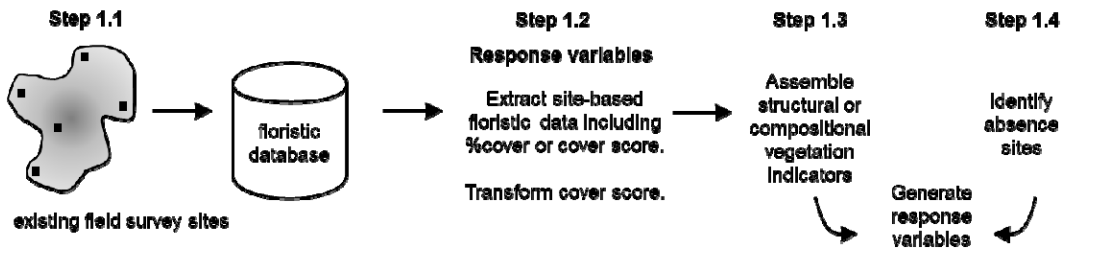 Step 1.1
existing field survey sites
floristic
database
Step 1.2
Response variables
Extract site-based
floristic data including
%cover or cover score.
Transform cover score.
Step 1.3
Assemble
structural or
compositional
vegetation
indicators
Step 1.4
Identify
absence
sites
Generate
response
variables